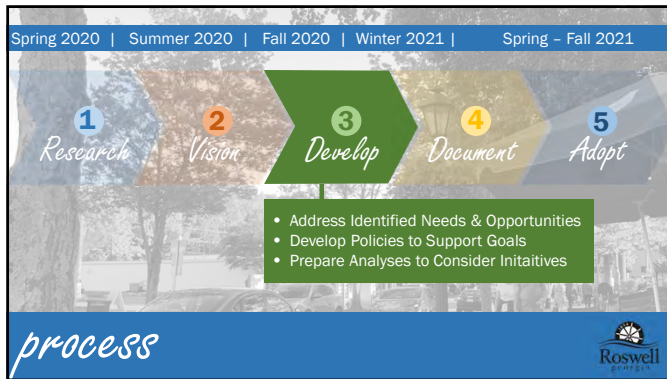 Spring 2020 | Summer 2020 | Fall 2020 | Winter 2021 | Spring – Fall 2021
1 2 3 4 5
Research Vision Develop Document Adopt
• Address Identified Needs & Opportunities
• Develop Policies to Support Goals
• Prepare Analyses to Consider Initaitives
process
Roswell
georgia